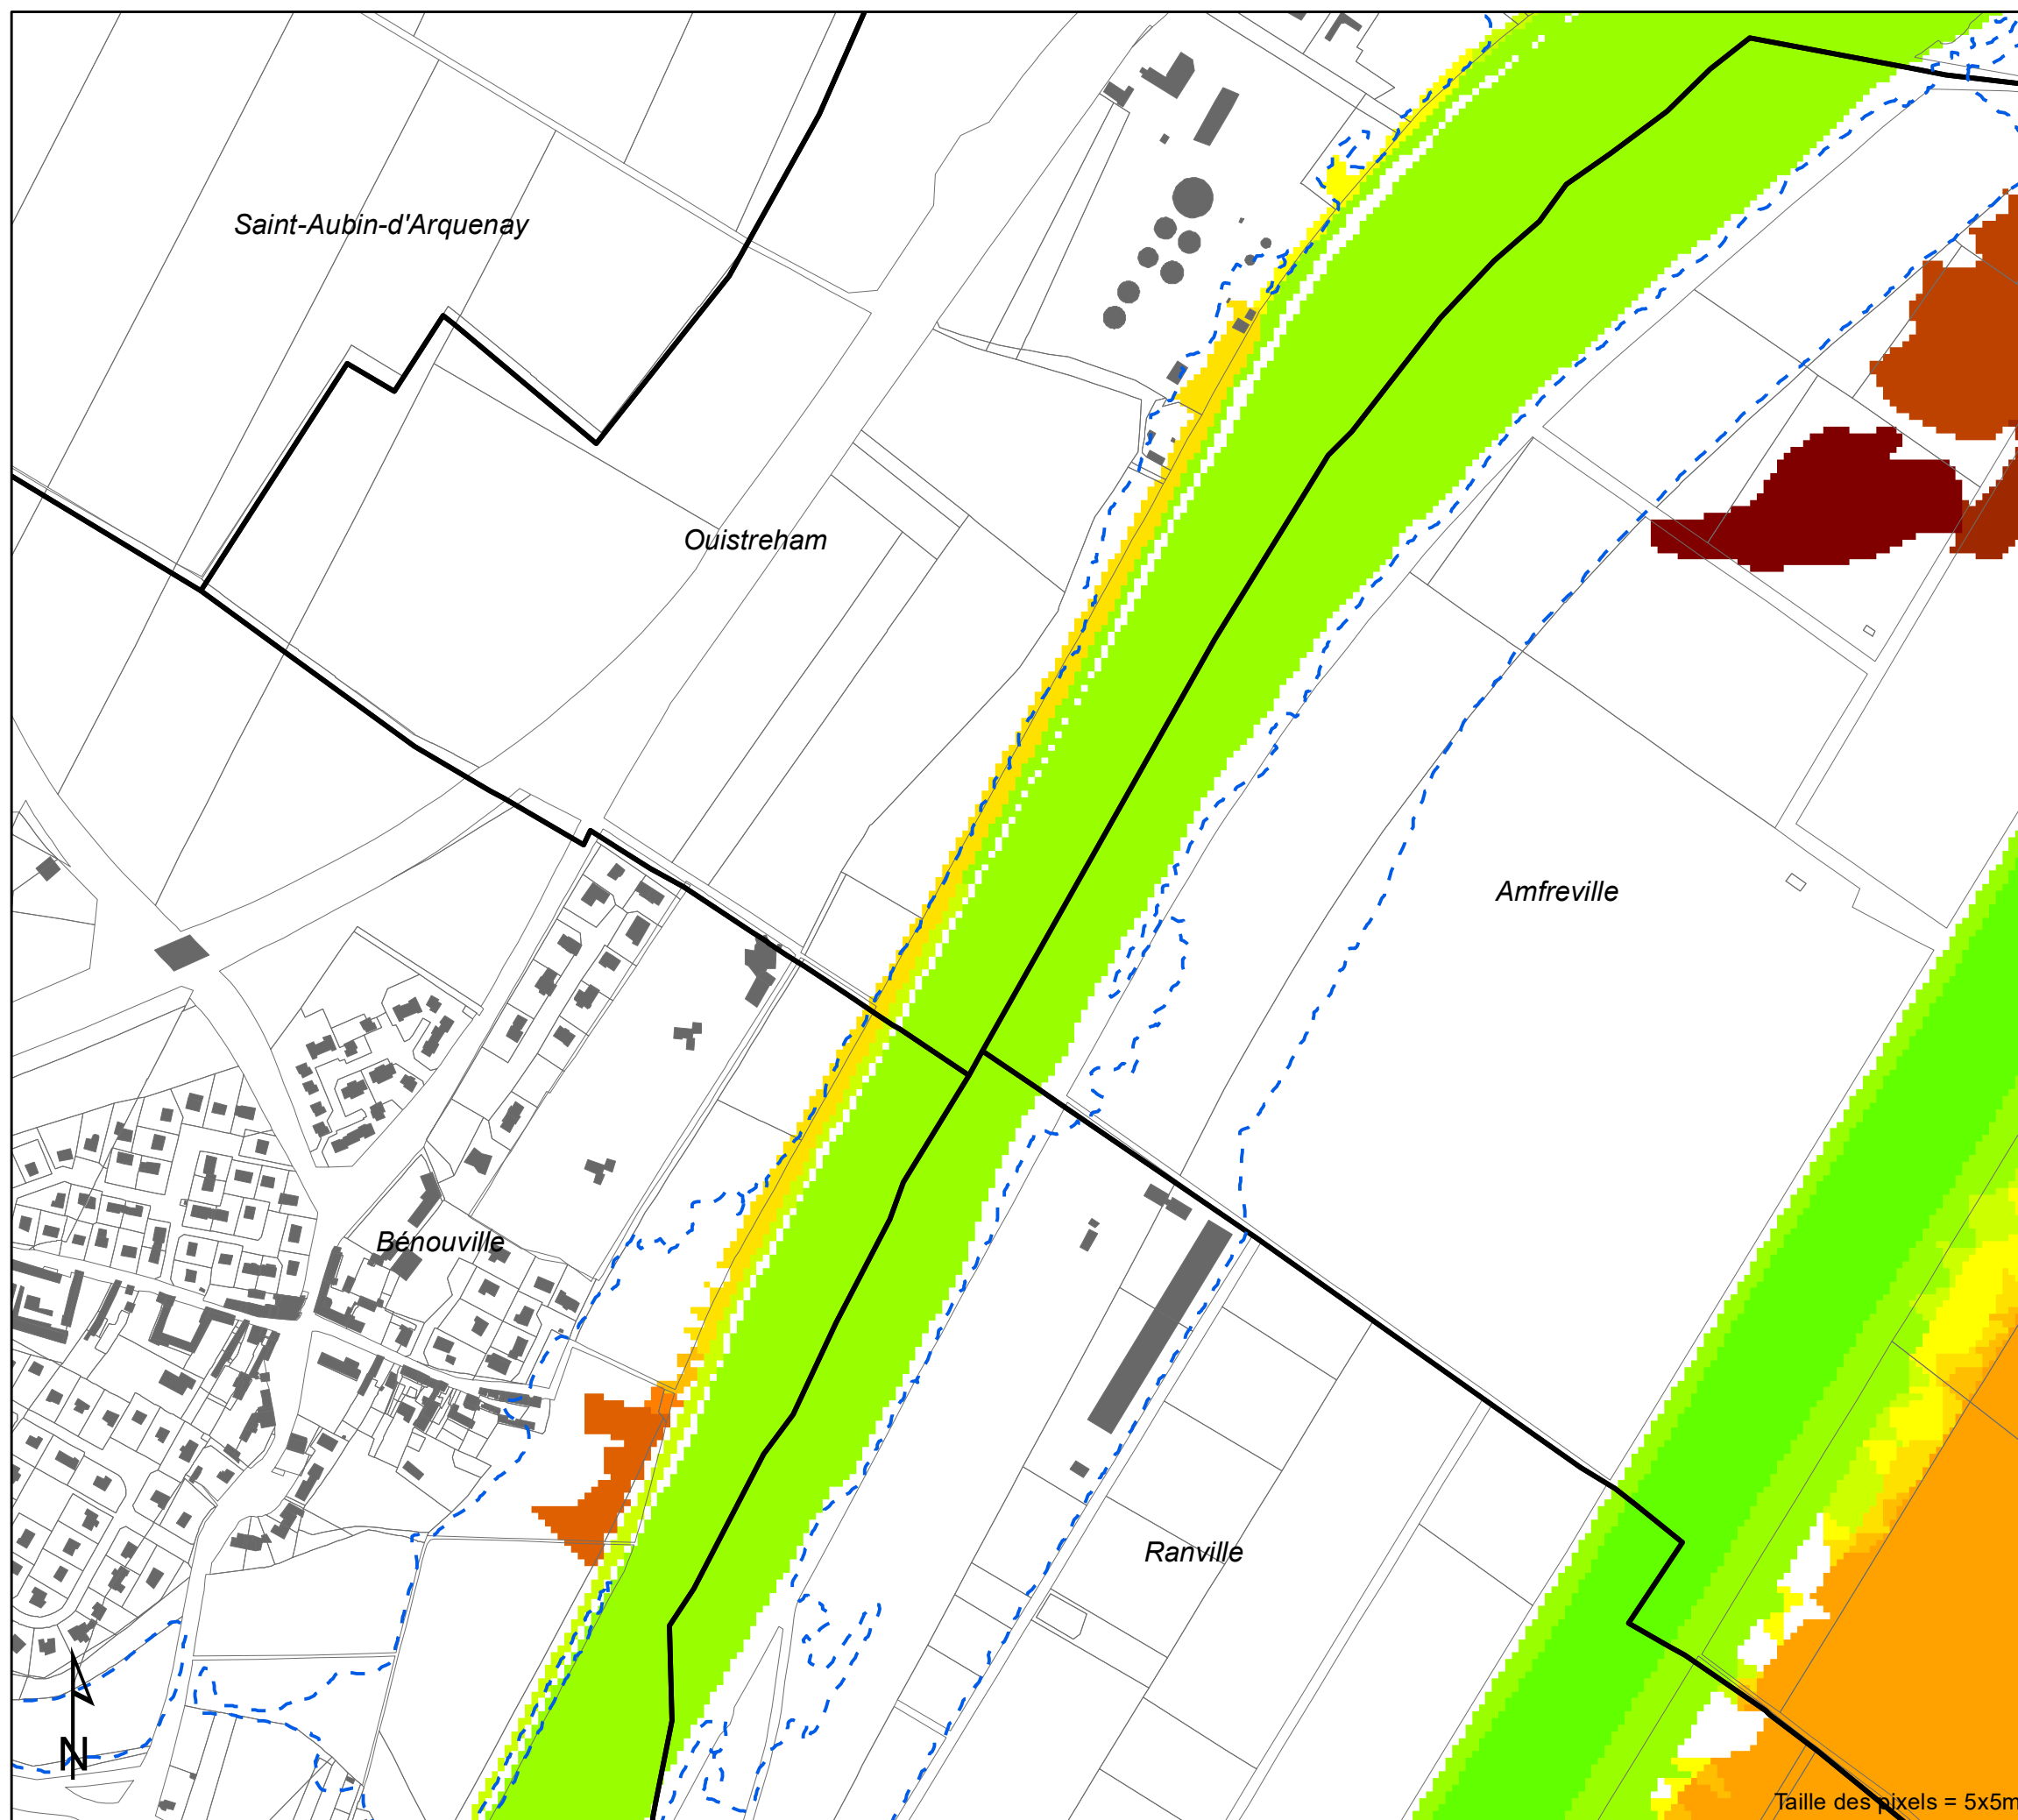 Saint-Aubin-d'Arquenay
Ouistreham
Amfreville
Bénouville
Ranville
N
Taille des pixels = 5x5m